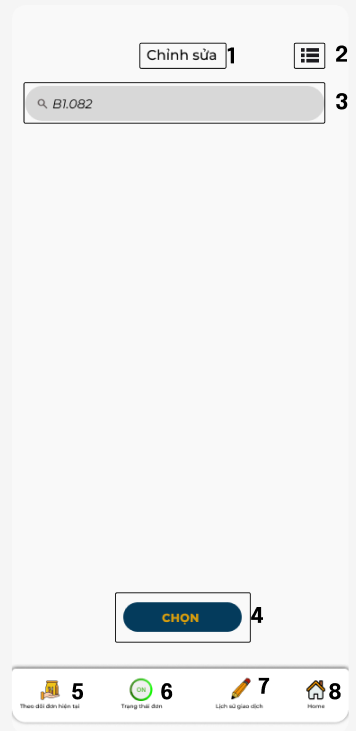 Chỉnh sửa 1
2
B1.082 3
CHỌN 4
ON
5 6 7 8
Theo dõi đơn hiện tại Trạng thái đơn Lịch sử giao dịch Home